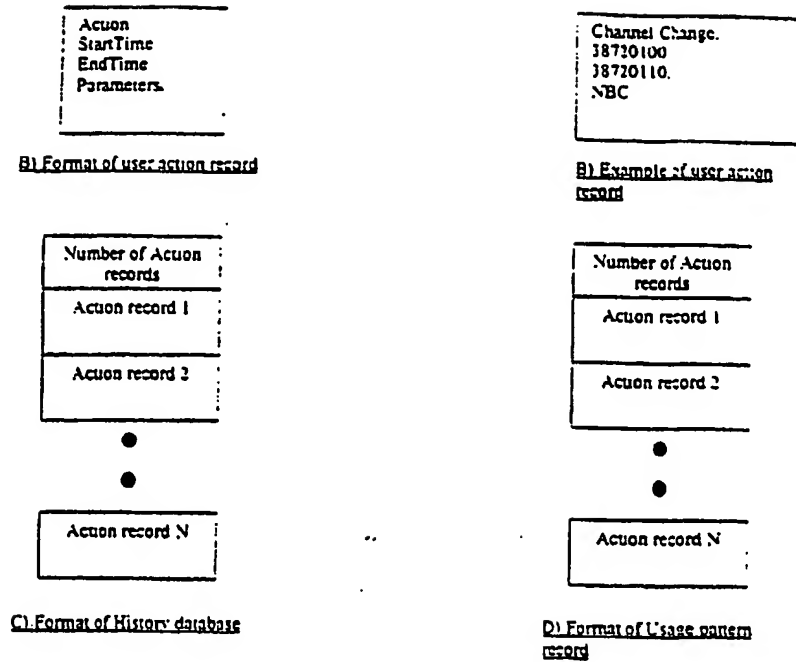 Action
StartTime
EndTime
Parameters.
B) Format of user action record
Channel Change.
38720100
38720110.
NBC
B) Example of user action
record
Number of Action
records
Action record 1
Action record 2
Action record N
C) Format of History database
Number of Action
records
Action record 1
Action record 2
Action record N
D) Format of Usage pattern
record